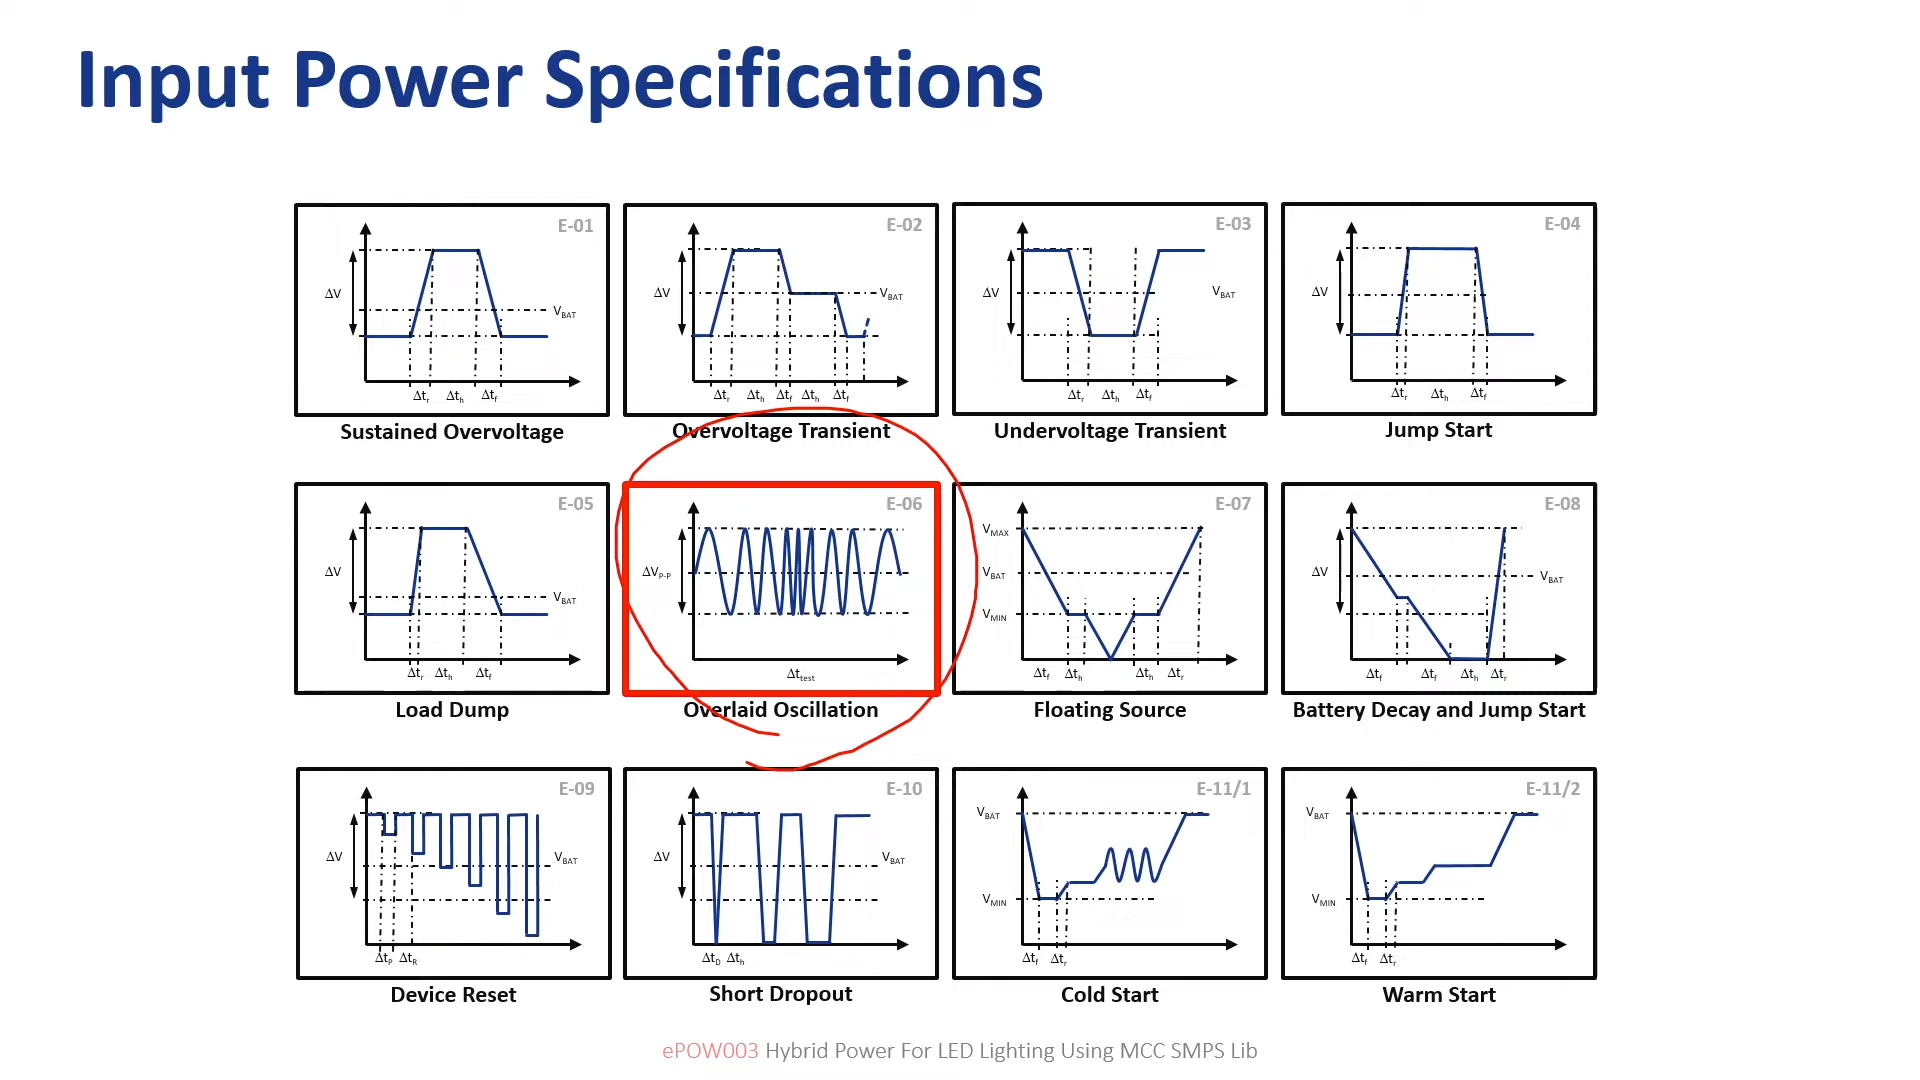 Input Power Specifications
E-01
ΔV
VBAT
Δtr Δth Δtf
Sustained Overvoltage
E-02
ΔV
VBAT
Δtr Δth Δtf Δth Δtf
Overvoltage Transient
E-03
ΔV
VBAT
Δtr Δth Δtf
Undervoltage Transient
E-04
ΔV
Δtr Δth Δtf
Jump Start
E-05
ΔV
VBAT
Δtr Δth Δtf
Load Dump
E-06
ΔVP-P
Δttest
Overlaid Oscillation
E-07
VMAX
VBAT
VMIN
Δtf Δth Δth Δtr
Floating Source
E-08
ΔV
VBAT
Δtf Δtf Δth Δtr
Battery Decay and Jump Start
E-09
ΔV
VBAT
ΔtP ΔtR
Device Reset
E-10
ΔV
VBAT
ΔtD Δth
Short Dropout
E-11/1
VBAT
VMIN
Δtf Δtr
Cold Start
E-11/2
VBAT
VMIN
Δtf Δtr
Warm Start
ePOW003 Hybrid Power For LED Lighting Using MCC SMPS Lib